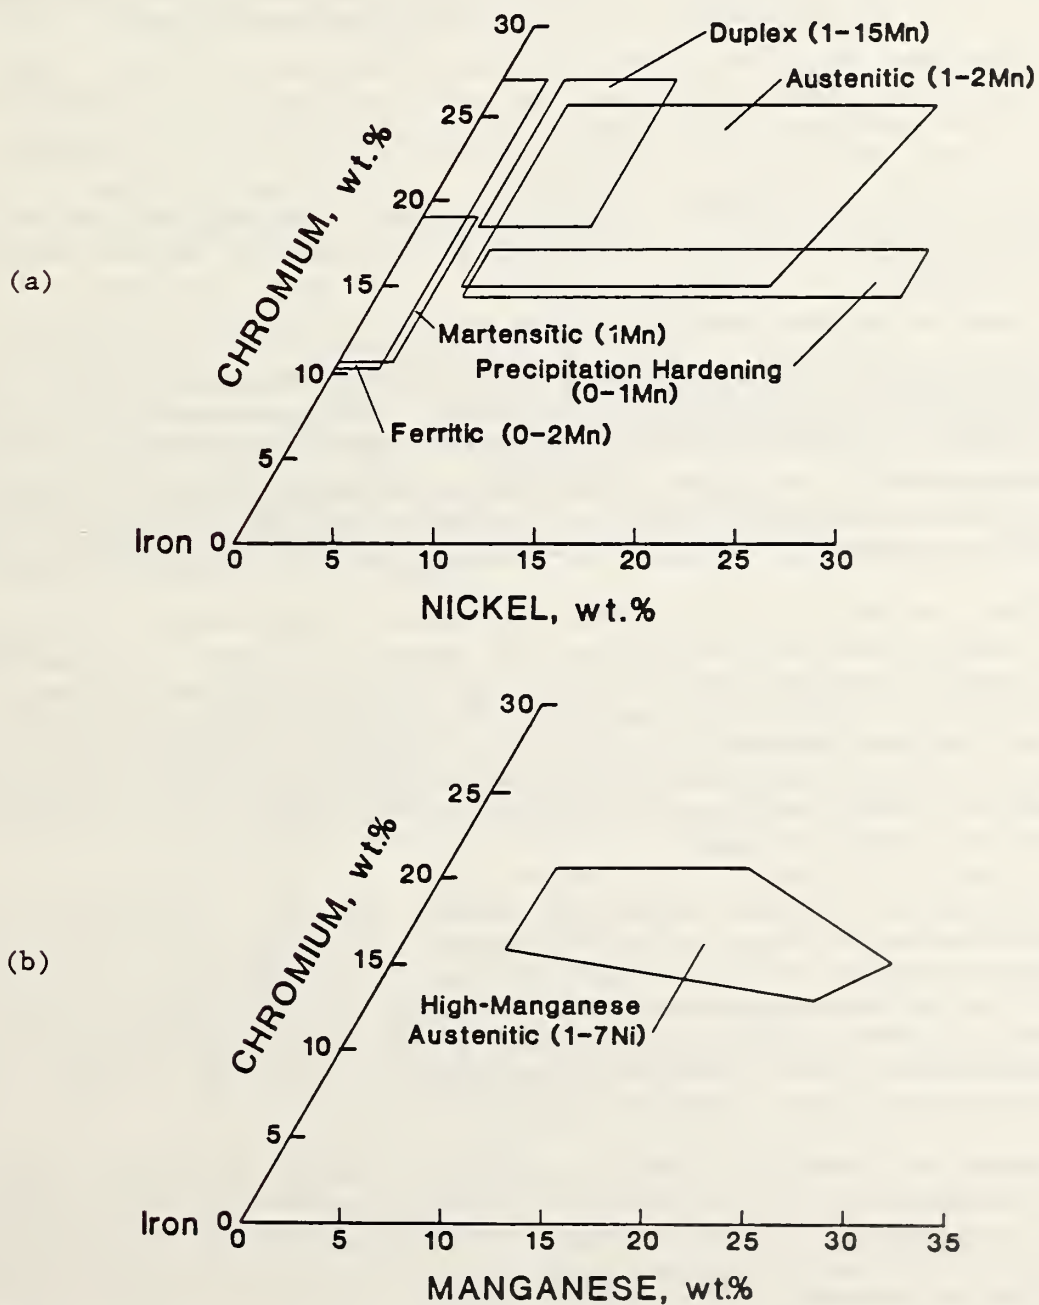 (a)
CHROMIUM, wt.%
30
25
20
15
10
5
0
Iron
0 5 10 15 20 25 30
NICKEL, wt.%
Duplex (1-15Mn)
Austenitic (1-2Mn)
Martensitic (1Mn)
Precipitation Hardening
(0-1Mn)
Ferritic (0-2Mn)
(b)
CHROMIUM, wt.%
30
25
20
15
10
5
0
Iron
0 5 10 15 20 25 30 35
MANGANESE, wt.%
High-Manganese
Austenitic (1-7Ni)